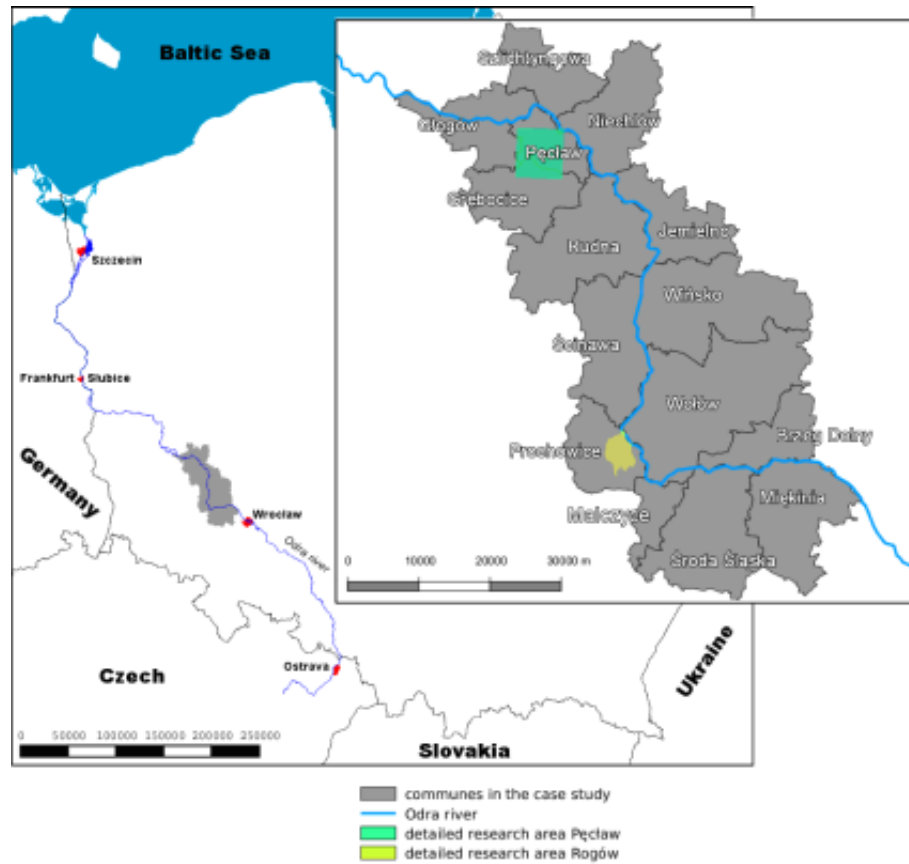 Baltic Sea
Szlichtyngowa
Głogów
Niechlów
Pęcław
Grębocice
Jemielno
Rudna
Szczecin
Wińsko
Ścinawa
Frankfurt Słubice
Wołów
Brzeg Dolny
Prochowice
Germany
Miękinia
Wrocław
Malczyce
Odra river
Środa Śląska
0 10000 20000 30000 m
Ostrava
Czech
Ukraine
0 50000 100000 150000 200000 250000
Slovakia
communes in the case study
Odra river
detailed research area Pęcław
detailed research area Rogów